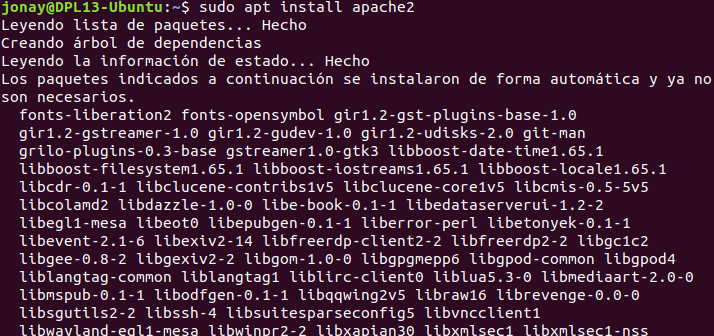 jonay@DPL13-Ubuntu:~$ sudo apt install apache2
Leyendo lista de paquetes... Hecho
Creando árbol de dependencias
Leyendo la información de estado... Hecho
Los paquetes indicados a continuación se instalaron de forma automática y ya no
son necesarios.
fonts-liberation2 fonts-opensymbol gir1.2-gst-plugins-base-1.0
gir1.2-gstreamer-1.0 gir1.2-gudev-1.0 gir1.2-udisks-2.0 git-man
grilo-plugins-0.3-base gstreamer1.0-gtk3 libboost-date-time1.65.1
libboost-filesystem1.65.1 libboost-iostreams1.65.1 libboost-locale1.65.1
libcdr-0.1-1 libclucene-contribs1v5 libclucene-core1v5 libcmis-0.5-5v5
libcolamd2 libdazzle-1.0-0 libe-book-0.1-1 libedataserverui-1.2-2
libegl1-mesa libeot0 libepubgen-0.1-1 liberror-perl libetonyek-0.1-1
libevent-2.1-6 libexiv2-14 libfreerdp-client2-2 libfreerdp2-2 libgc1c2
libgee-0.8-2 libgexiv2-2 libgom-1.0-0 libgpgmepp6 libgpod-common libgpod4
liblangtag-common liblangtag1 liblirc-client0 liblua5.3-0 libmediaart-2.0-0
libmspub-0.1-1 libodfgen-0.1-1 libqqwing2v5 libraw16 librevenge-0.0-0
libsgutils2-2 libssh-4 libsuitesparseconfig5 libvncclient1
libwayland-egl1-mesa libwinpr2-2 libxapian30 libxmlsec1 libxmlsec1-nss